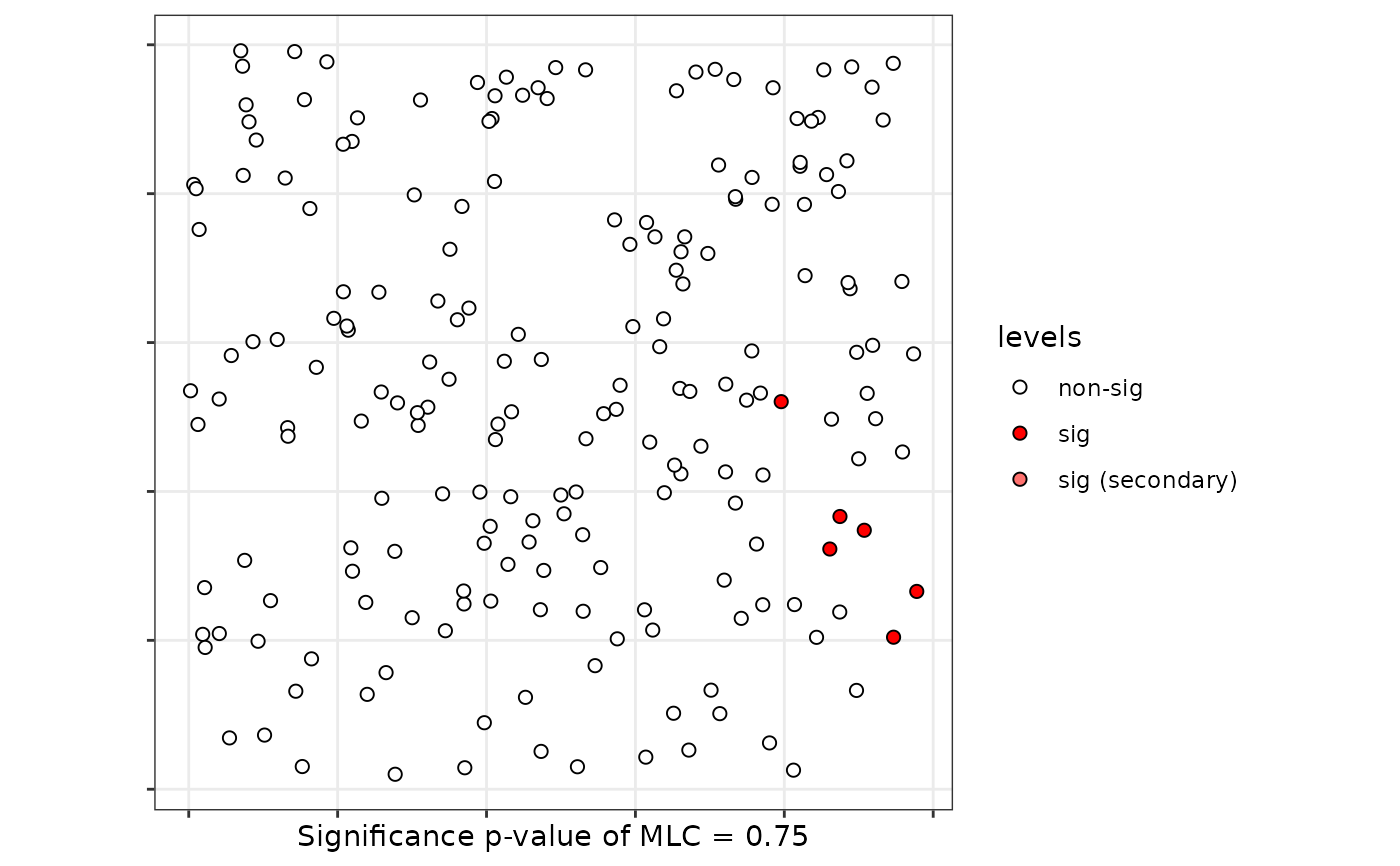 levels
non-sig
sig
sig (secondary)
Significance p-value of MLC = 0.75